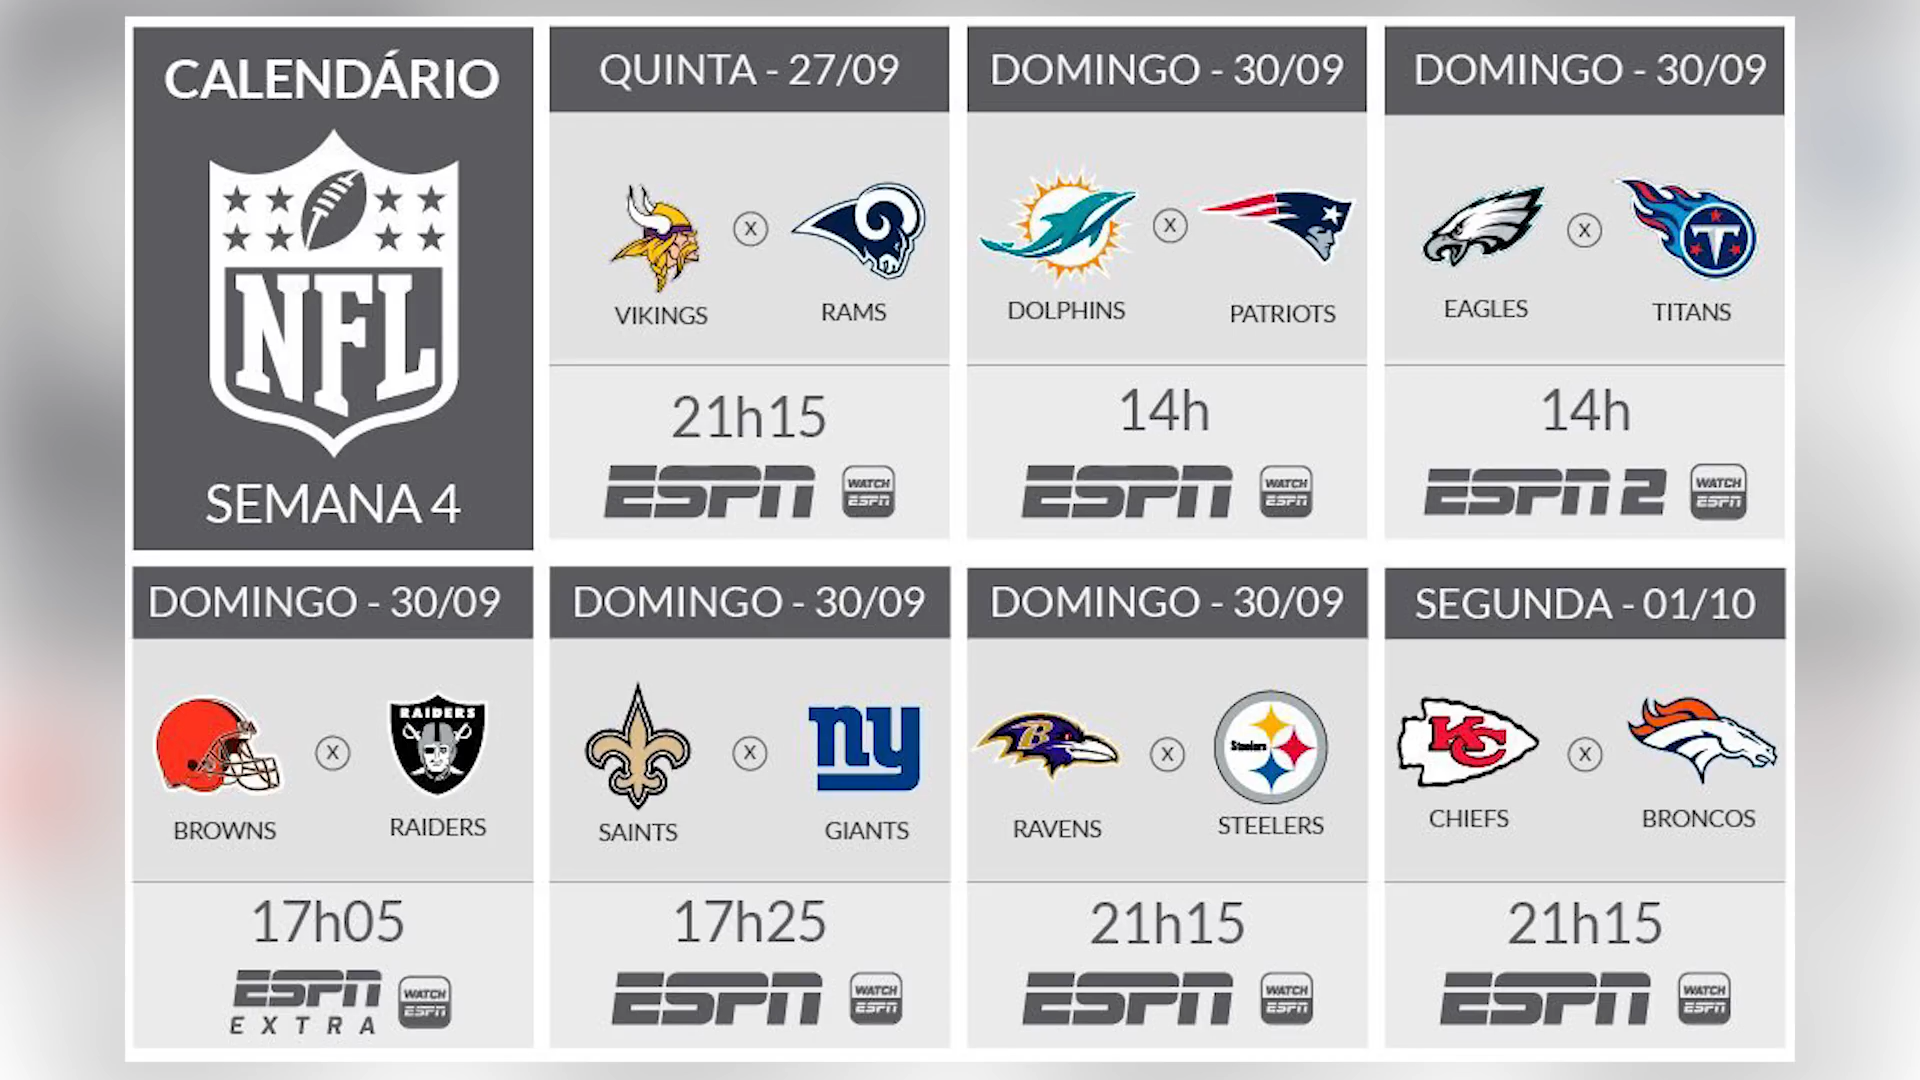 CALENDÁRIO
NFL
SEMANA 4
QUINTA - 27/09
X
VIKINGS
RAMS
21h15
ESPN
WATCH
ESPN
DOMINGO - 30/09
X
DOLPHINS
PATRIOTS
14h
ESPN
WATCH
ESPN
DOMINGO - 30/09
X
T
EAGLES
TITANS
14h
ESPN 2
WATCH
ESPN
DOMINGO - 30/09
RAIDERS
X
BROWNS
RAIDERS
17h05
ESPN
EXTRA
WATCH
ESPN
DOMINGO - 30/09
ny
X
SAINTS
GIANTS
17h25
ESPN
WATCH
ESPN
DOMINGO - 30/09
B
Steelers
X
RAVENS
STEELERS
21h15
ESPN
WATCH
ESPN
SEGUNDA - 01/10
KC
X
CHIEFS
BRONCOS
21h15
ESPN
WATCH
ESPN